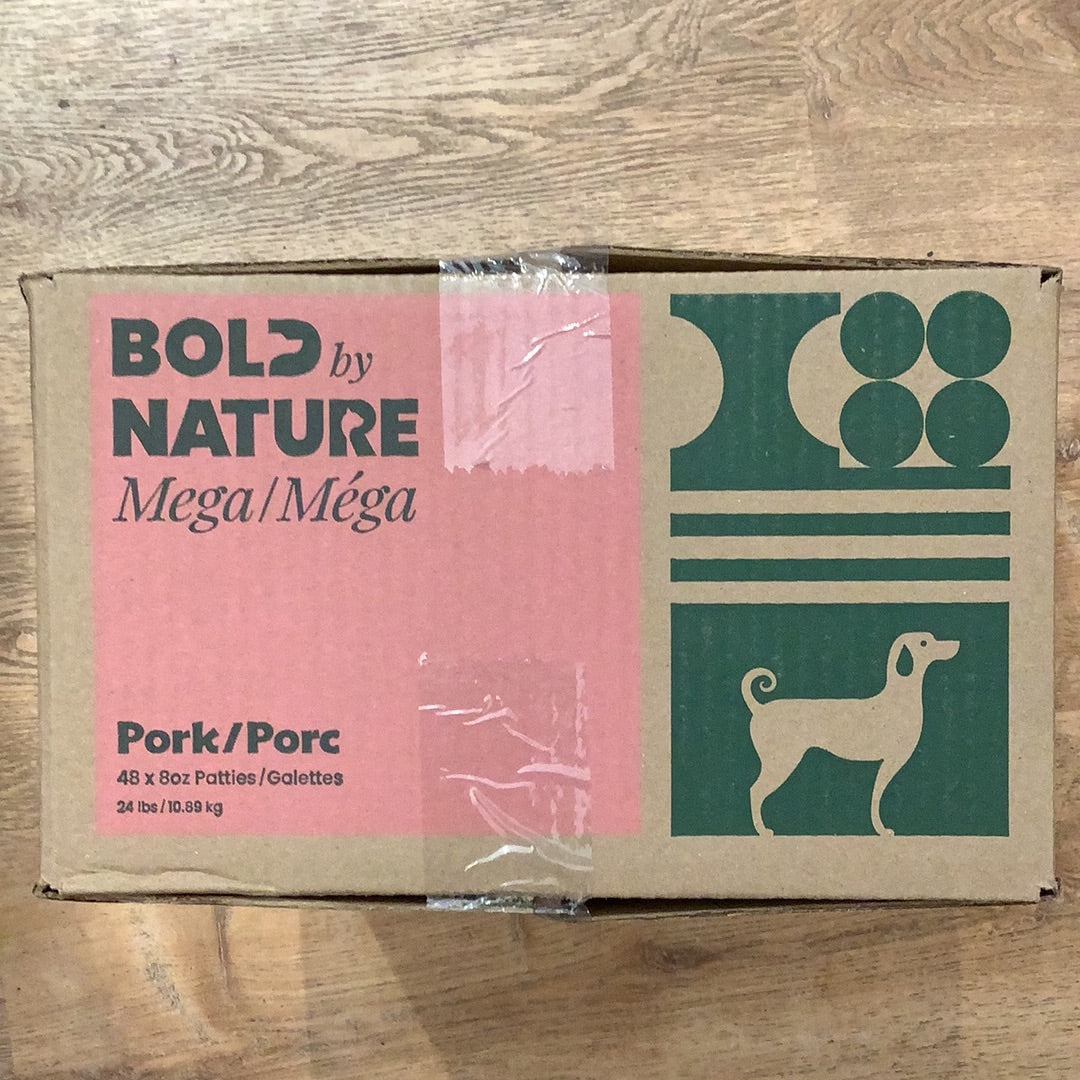 BOLD by
NATURE
Mega/Méga
Pork/Porc
48 x 8oz Patties/Galettes
24 lbs/10.89 kg